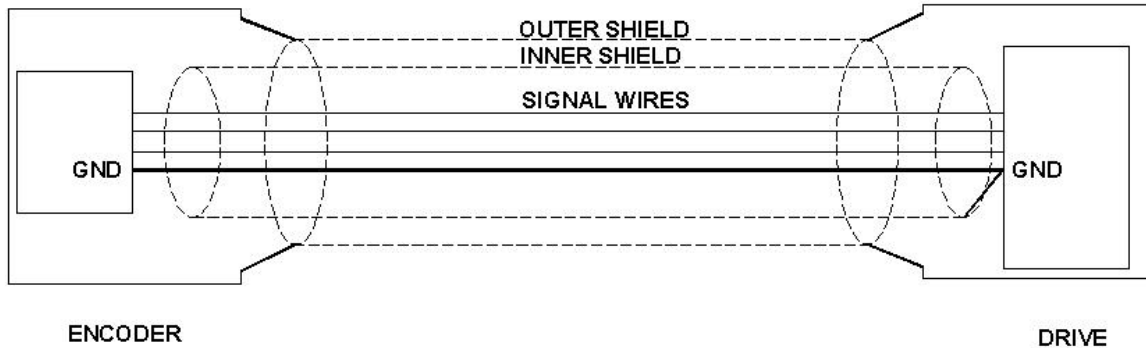 OUTER SHIELD
INNER SHIELD
SIGNAL WIRES
GND
GND
ENCODER
DRIVE